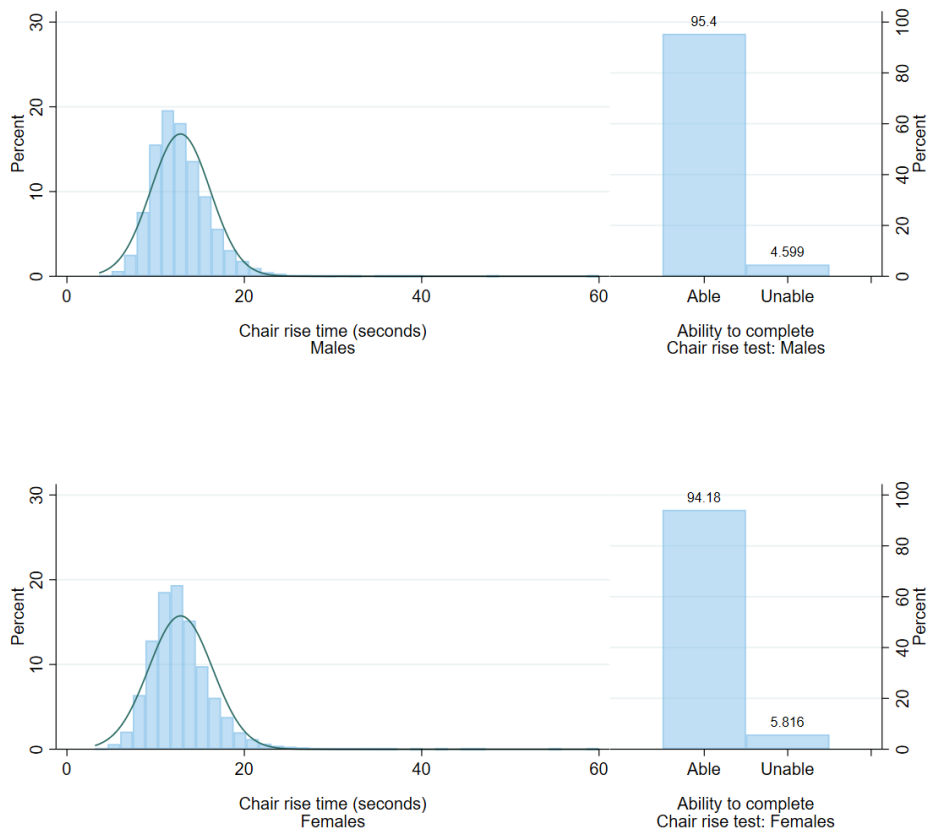 Percent
30
20
10
0
0
20
40
60
Chair rise time (seconds)
Males
95.4
4.599
Able
Unable
Ability to complete
Chair rise test: Males
100
80
60
40
20
0
Percent
Percent
30
20
10
0
0
20
40
60
Chair rise time (seconds)
Females
94.18
5.816
Able
Unable
Ability to complete
Chair rise test: Females
100
80
60
40
20
0
Percent